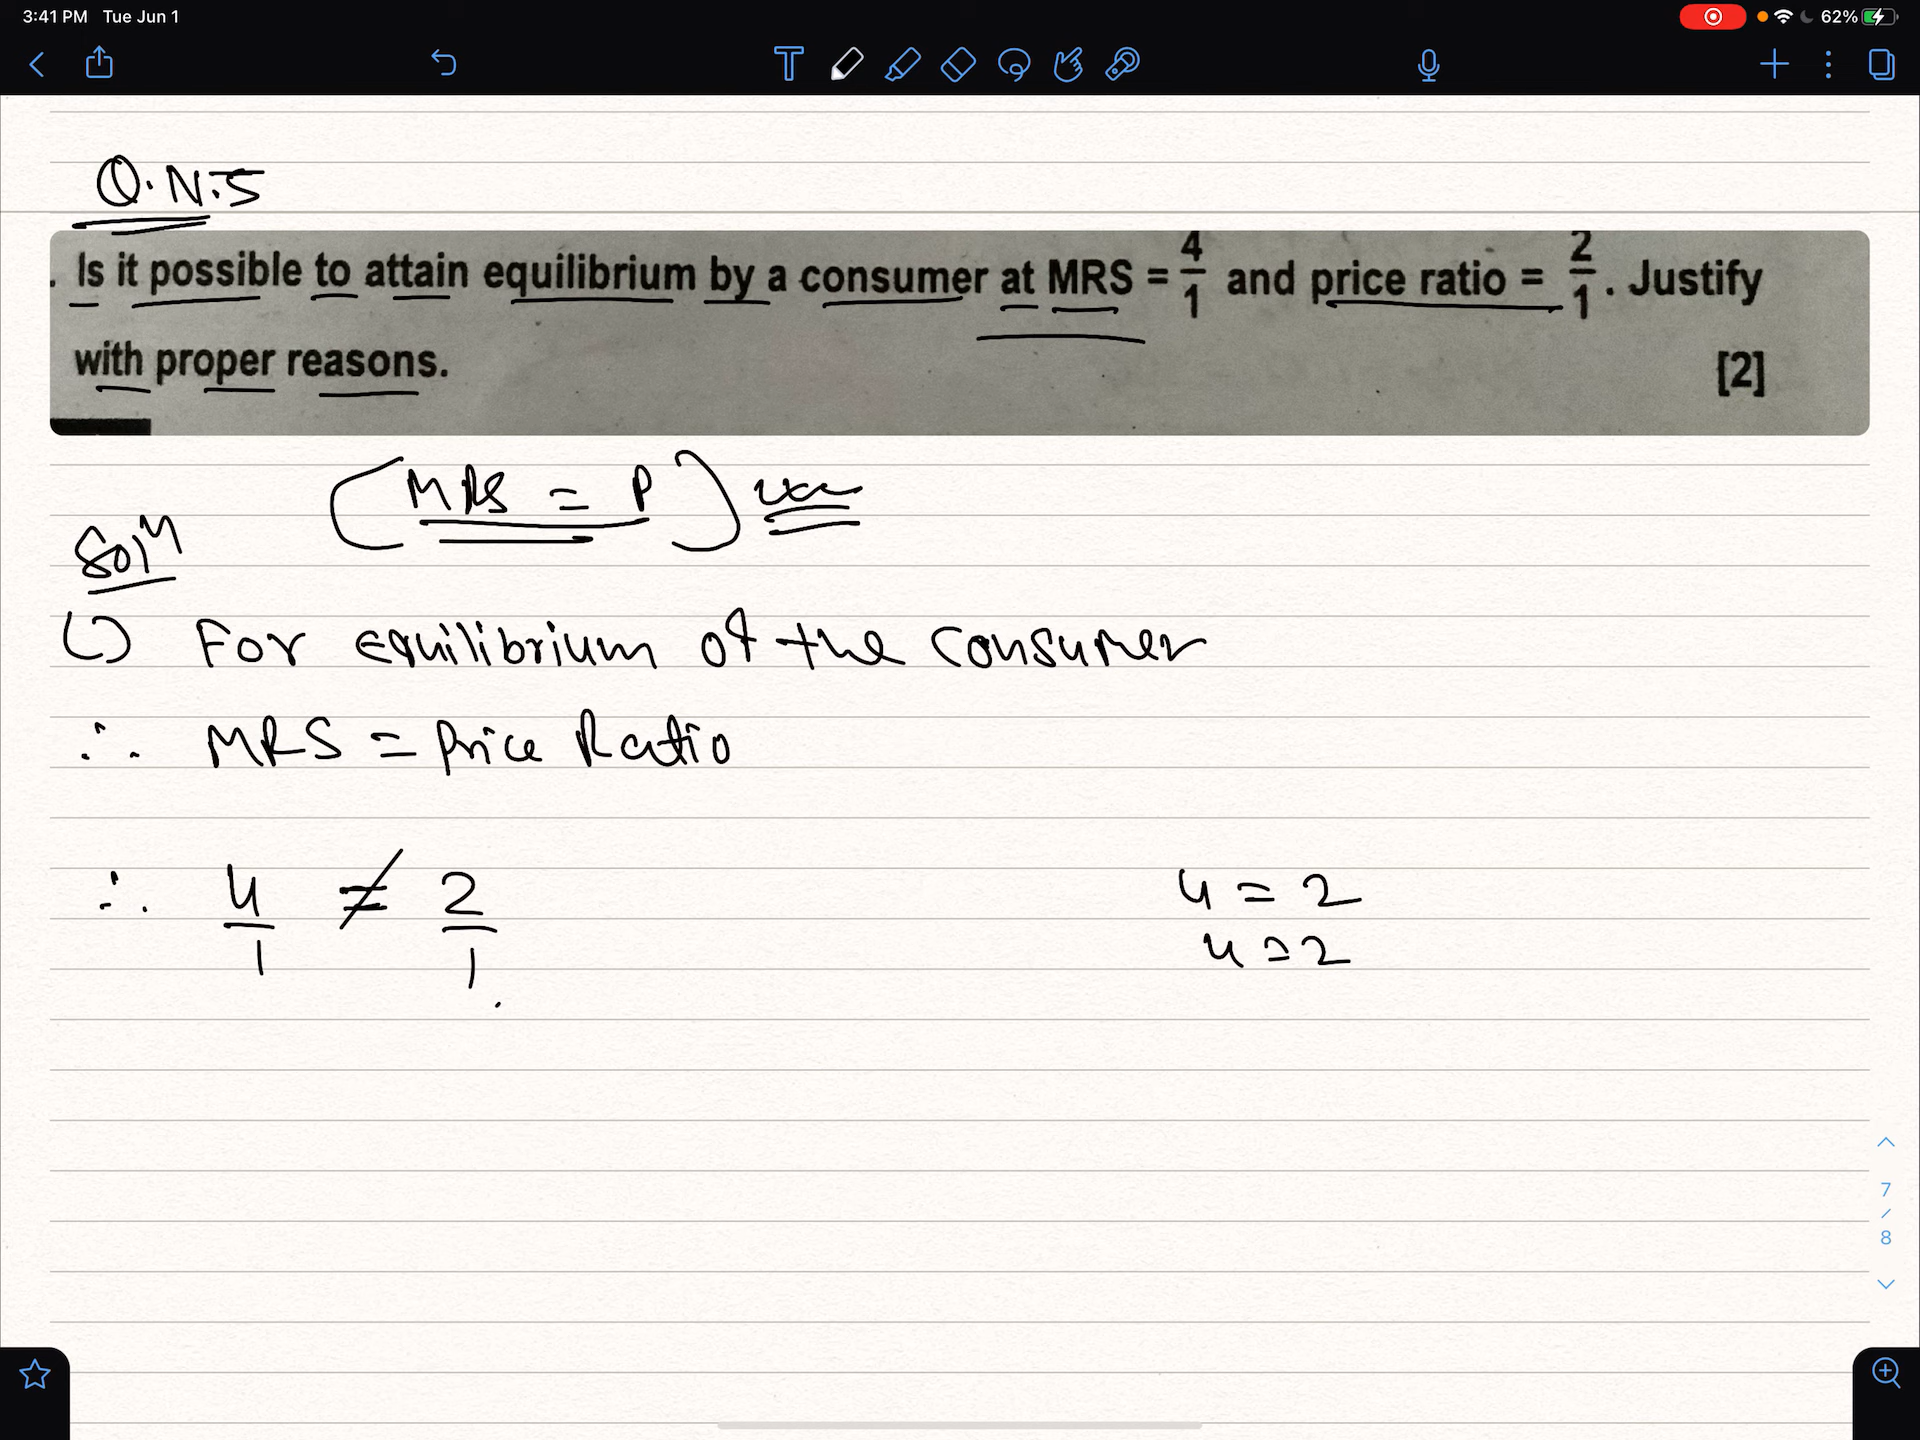 3:41 PM Tue Jun 1
62%
Q.N.5
. Is it possible to attain equilibrium by a consumer at MRS = 4/1 and price ratio = 2/1. Justify
with proper reasons. [2]
(MRS = P)
Soln
() For equilibrium of the consumer
∴ MRS = Price Ratio
∴ 4/1 ≠ 2/1.
4 = 2
4 = 2
7
/
8